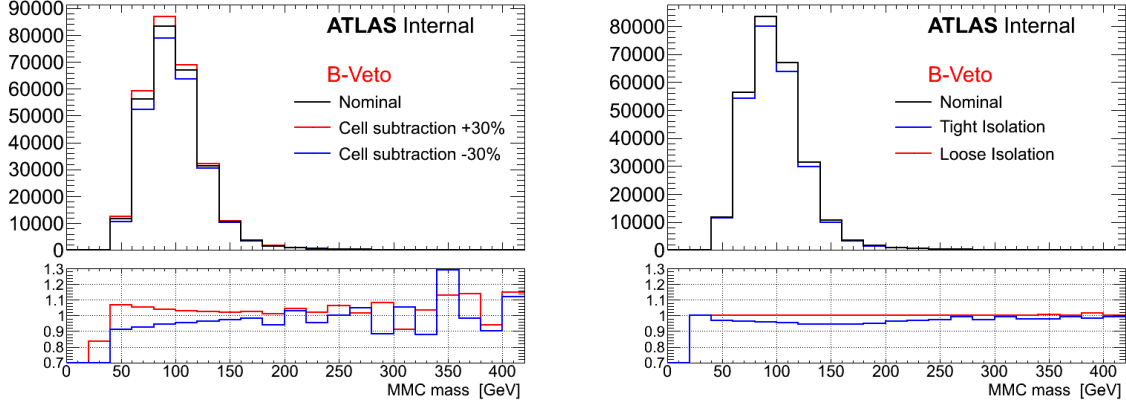 90000
80000
70000
60000
50000
40000
30000
20000
10000
0
ATLAS Internal
B-Veto
Nominal
Cell subtraction +30%
Cell subtraction -30%
1.3
1.2
1.1
1
0.9
0.8
0.7
0 50 100 150 200 250 300 350 400
MMC mass [GeV]
80000
70000
60000
50000
40000
30000
20000
10000
0
ATLAS Internal
B-Veto
Nominal
Tight Isolation
Loose Isolation
1.3
1.2
1.1
1
0.9
0.8
0.7
0 50 100 150 200 250 300 350 400
MMC mass [GeV]